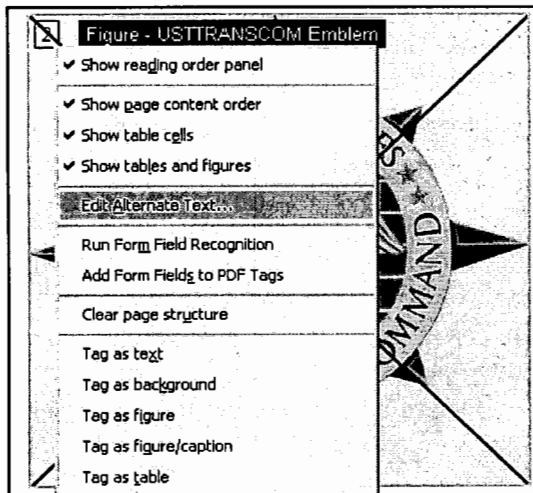 2 Figure - USTTRANSCOM Emblem
✔ Show reading order panel
✔ Show page content order
✔ Show table cells
✔ Show tables and figures
Edit Alternate Text...
Run Form Field Recognition
Add Form Fields to PDF Tags
Clear page structure
Tag as text
Tag as background
Tag as figure
Tag as figure/caption
Tag as table
ES
COMMAND